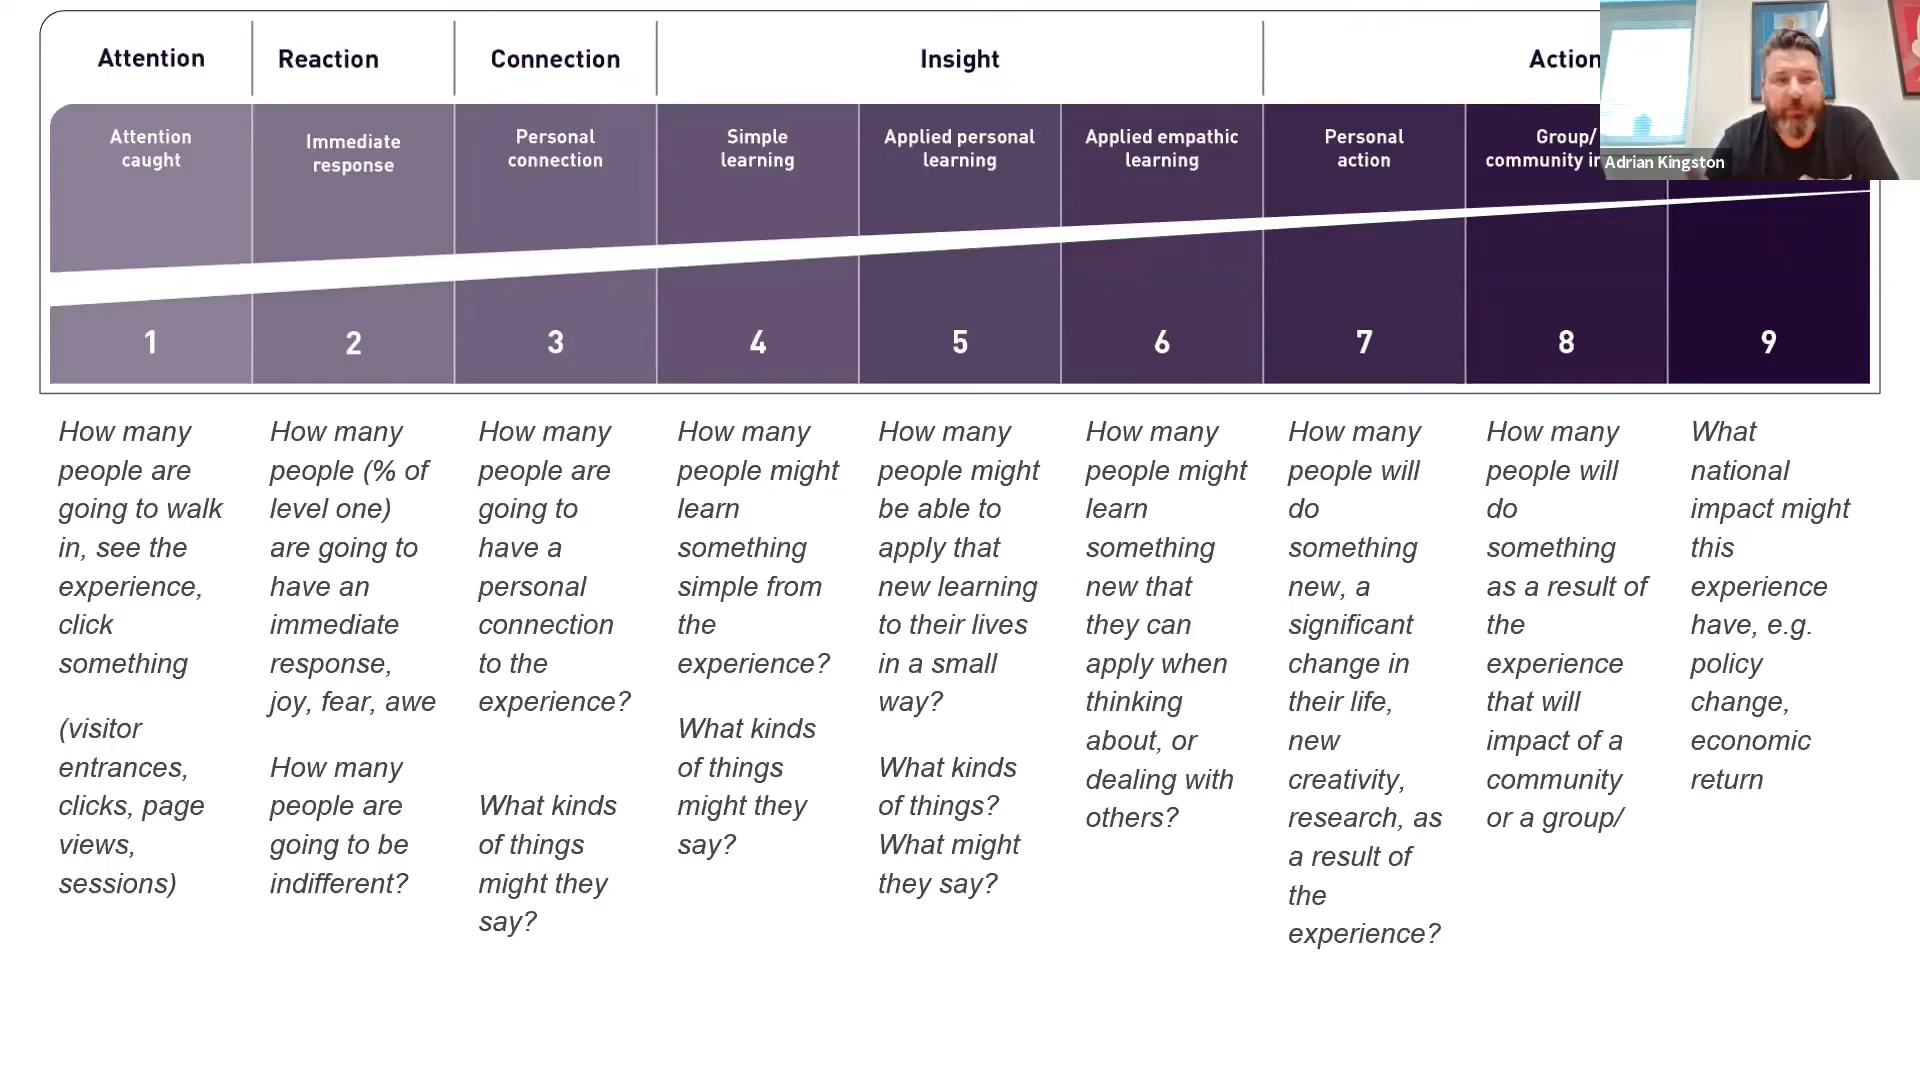 Attention
Reaction
Connection
Insight
Action
Attention
caught
Immediate
response
Personal
connection
Simple
learning
Applied personal
learning
Applied empathic
learning
Personal
action
Group/
community
Adrian Kingston
1
2
3
4
5
6
7
8
9
How many
people are
going to walk
in, see the
experience,
click
something
(visitor
entrances,
clicks, page
views,
sessions)
How many
people (% of
level one)
are going to
have an
immediate
response,
joy, fear, awe
How many
people are
going to be
indifferent?
How many
people are
going to
have a
personal
connection
to the
experience?
What kinds
of things
might they
say?
How many
people might
learn
something
simple from
the
experience?
What kinds
of things
might they
say?
How many
people might
be able to
apply that
new learning
to their lives
in a small
way?
What kinds
of things?
What might
they say?
How many
people might
learn
something
new that
they can
apply when
thinking
about, or
dealing with
others?
How many
people will
do
something
new, a
significant
change in
their life,
new
creativity,
research, as
a result of
the
experience?
How many
people will
do
something
as a result of
the
experience
that will
impact of a
community
or a group/
What
national
impact might
this
experience
have, e.g.
policy
change,
economic
return